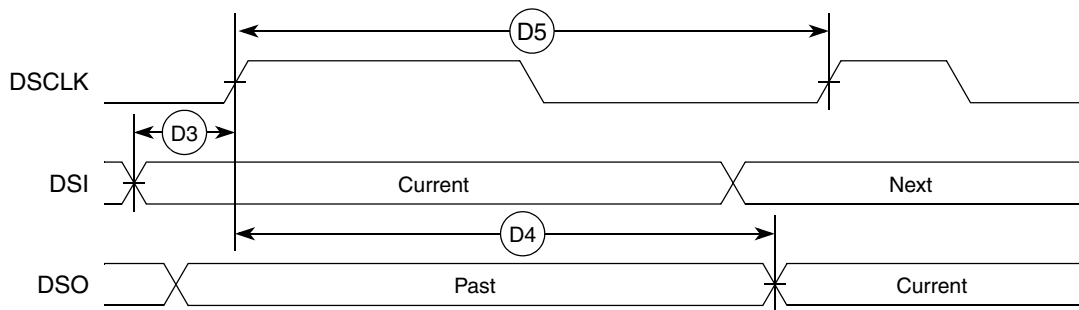 D5
DSCLK
D3
DSI Current Next
D4
DSO Past Current